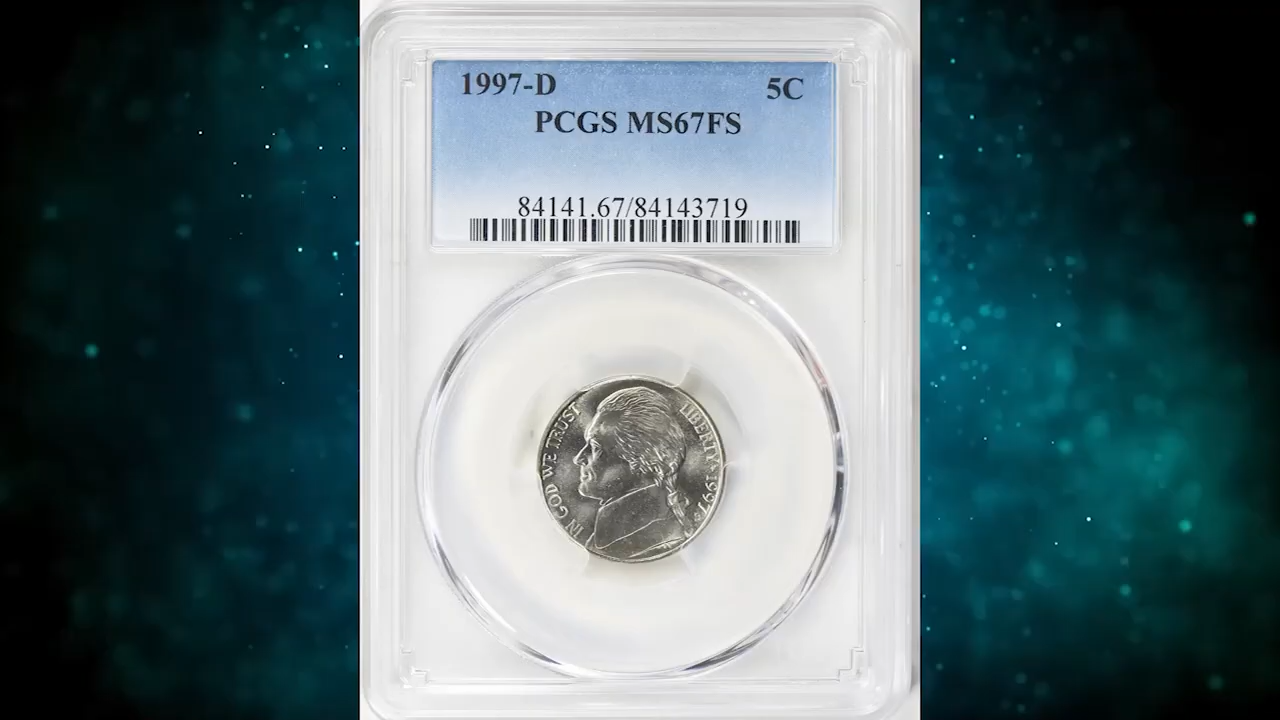 1997-D 5C
PCGS MS67FS
84141.67/84143719
IN GOD WE TRUST
LIBERTY 1997